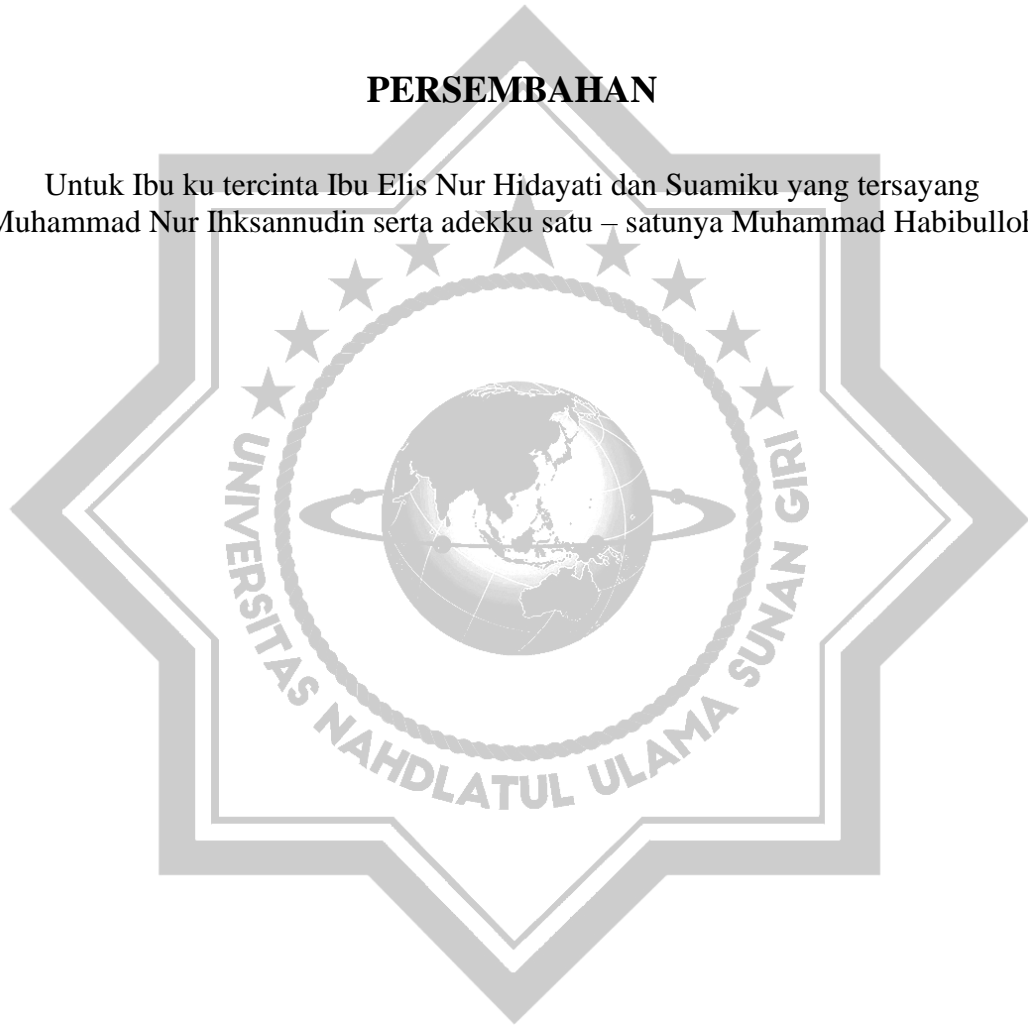 PERSEMBAHAN
Untuk Ibu ku tercinta Ibu Elis Nur Hidayati dan Suamiku yang tersayang
Muhammad Nur Ihksannudin serta adekku satu – satunya Muhammad Habibulloh
UNIVERSITAS NAHDLATUL ULAMA SUNAN GIRI